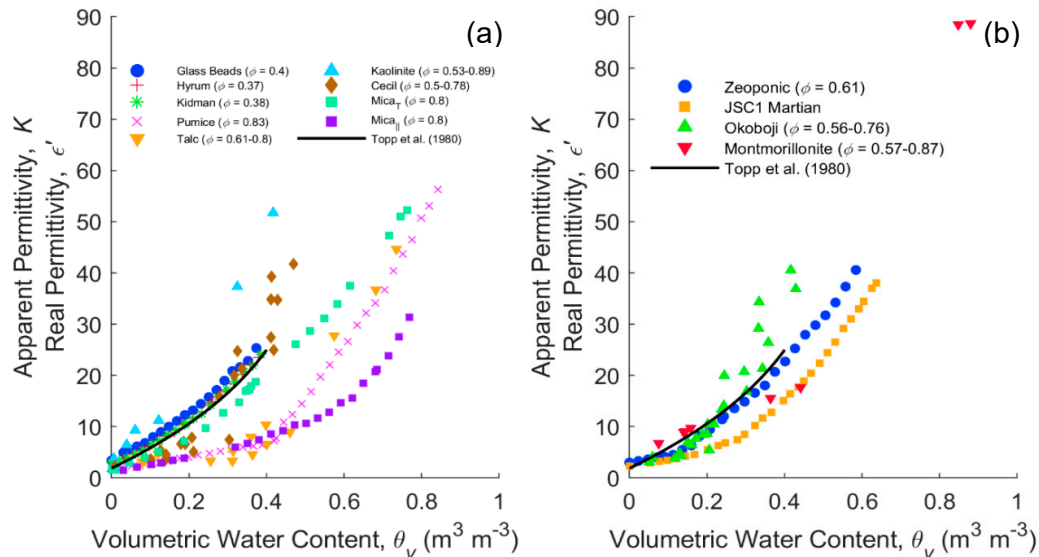 (a)
Apparent Permittivity, K
Real Permittivity, ϵ′
90
80
70
60
50
40
30
20
10
0
Glass Beads (ϕ = 0.4)
Hyrum (ϕ = 0.37)
Kidman (ϕ = 0.38)
Pumice (ϕ = 0.83)
Talc (ϕ = 0.61-0.8)
Kaolinite (ϕ = 0.53-0.89)
Cecil (ϕ = 0.5-0.78)
Mica_T (ϕ = 0.8)
Mica_|| (ϕ = 0.8)
Topp et al. (1980)
0 0.2 0.4 0.6 0.8 1
Volumetric Water Content, θ_v (m³ m⁻³)
(b)
Apparent Permittivity, K
Real Permittivity, ϵ′
90
80
70
60
50
40
30
20
10
0
Zeoponic (ϕ = 0.61)
JSC1 Martian
Okoboji (ϕ = 0.56-0.76)
Montmorillonite (ϕ = 0.57-0.87)
Topp et al. (1980)
0 0.2 0.4 0.6 0.8 1
Volumetric Water Content, θ_v (m³ m⁻³)